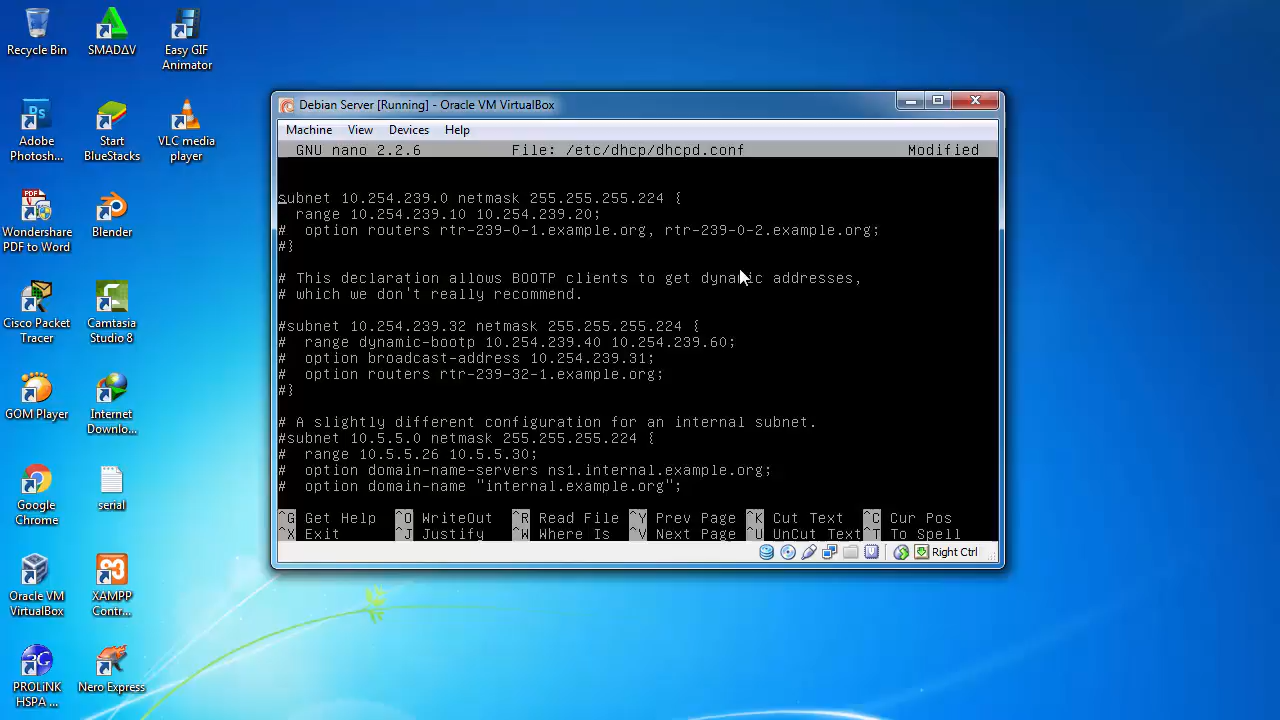 Recycle Bin
SMADΔV
Easy GIF
Animator
Adobe
Photosh...
Start
BlueStacks
VLC media
player
Wondershare
PDF to Word
Blender
Cisco Packet
Tracer
Camtasia
Studio 8
GOM Player
Internet
Downlo...
Google
Chrome
serial
Oracle VM
VirtualBox
XAMPP
Contr...
PROLiNK
HSPA ...
Nero Express
Debian Server [Running] - Oracle VM VirtualBox
Machine View Devices Help
GNU nano 2.2.6 File: /etc/dhcp/dhcpd.conf Modified
subnet 10.254.239.0 netmask 255.255.255.224 {
range 10.254.239.10 10.254.239.20;
# option routers rtr-239-0-1.example.org, rtr-239-0-2.example.org;
#}
# This declaration allows BOOTP clients to get dynamic addresses,
# which we don't really recommend.
#subnet 10.254.239.32 netmask 255.255.255.224 {
# range dynamic-bootp 10.254.239.40 10.254.239.60;
# option broadcast-address 10.254.239.31;
# option routers rtr-239-32-1.example.org;
#}
# A slightly different configuration for an internal subnet.
#subnet 10.5.5.0 netmask 255.255.255.224 {
# range 10.5.5.26 10.5.5.30;
# option domain-name-servers ns1.internal.example.org;
# option domain-name "internal.example.org";
^G Get Help ^O WriteOut ^R Read File ^Y Prev Page ^K Cut Text ^C Cur Pos
^X Exit ^J Justify ^W Where Is ^V Next Page ^U UnCut Text ^T To Spell
Right Ctrl